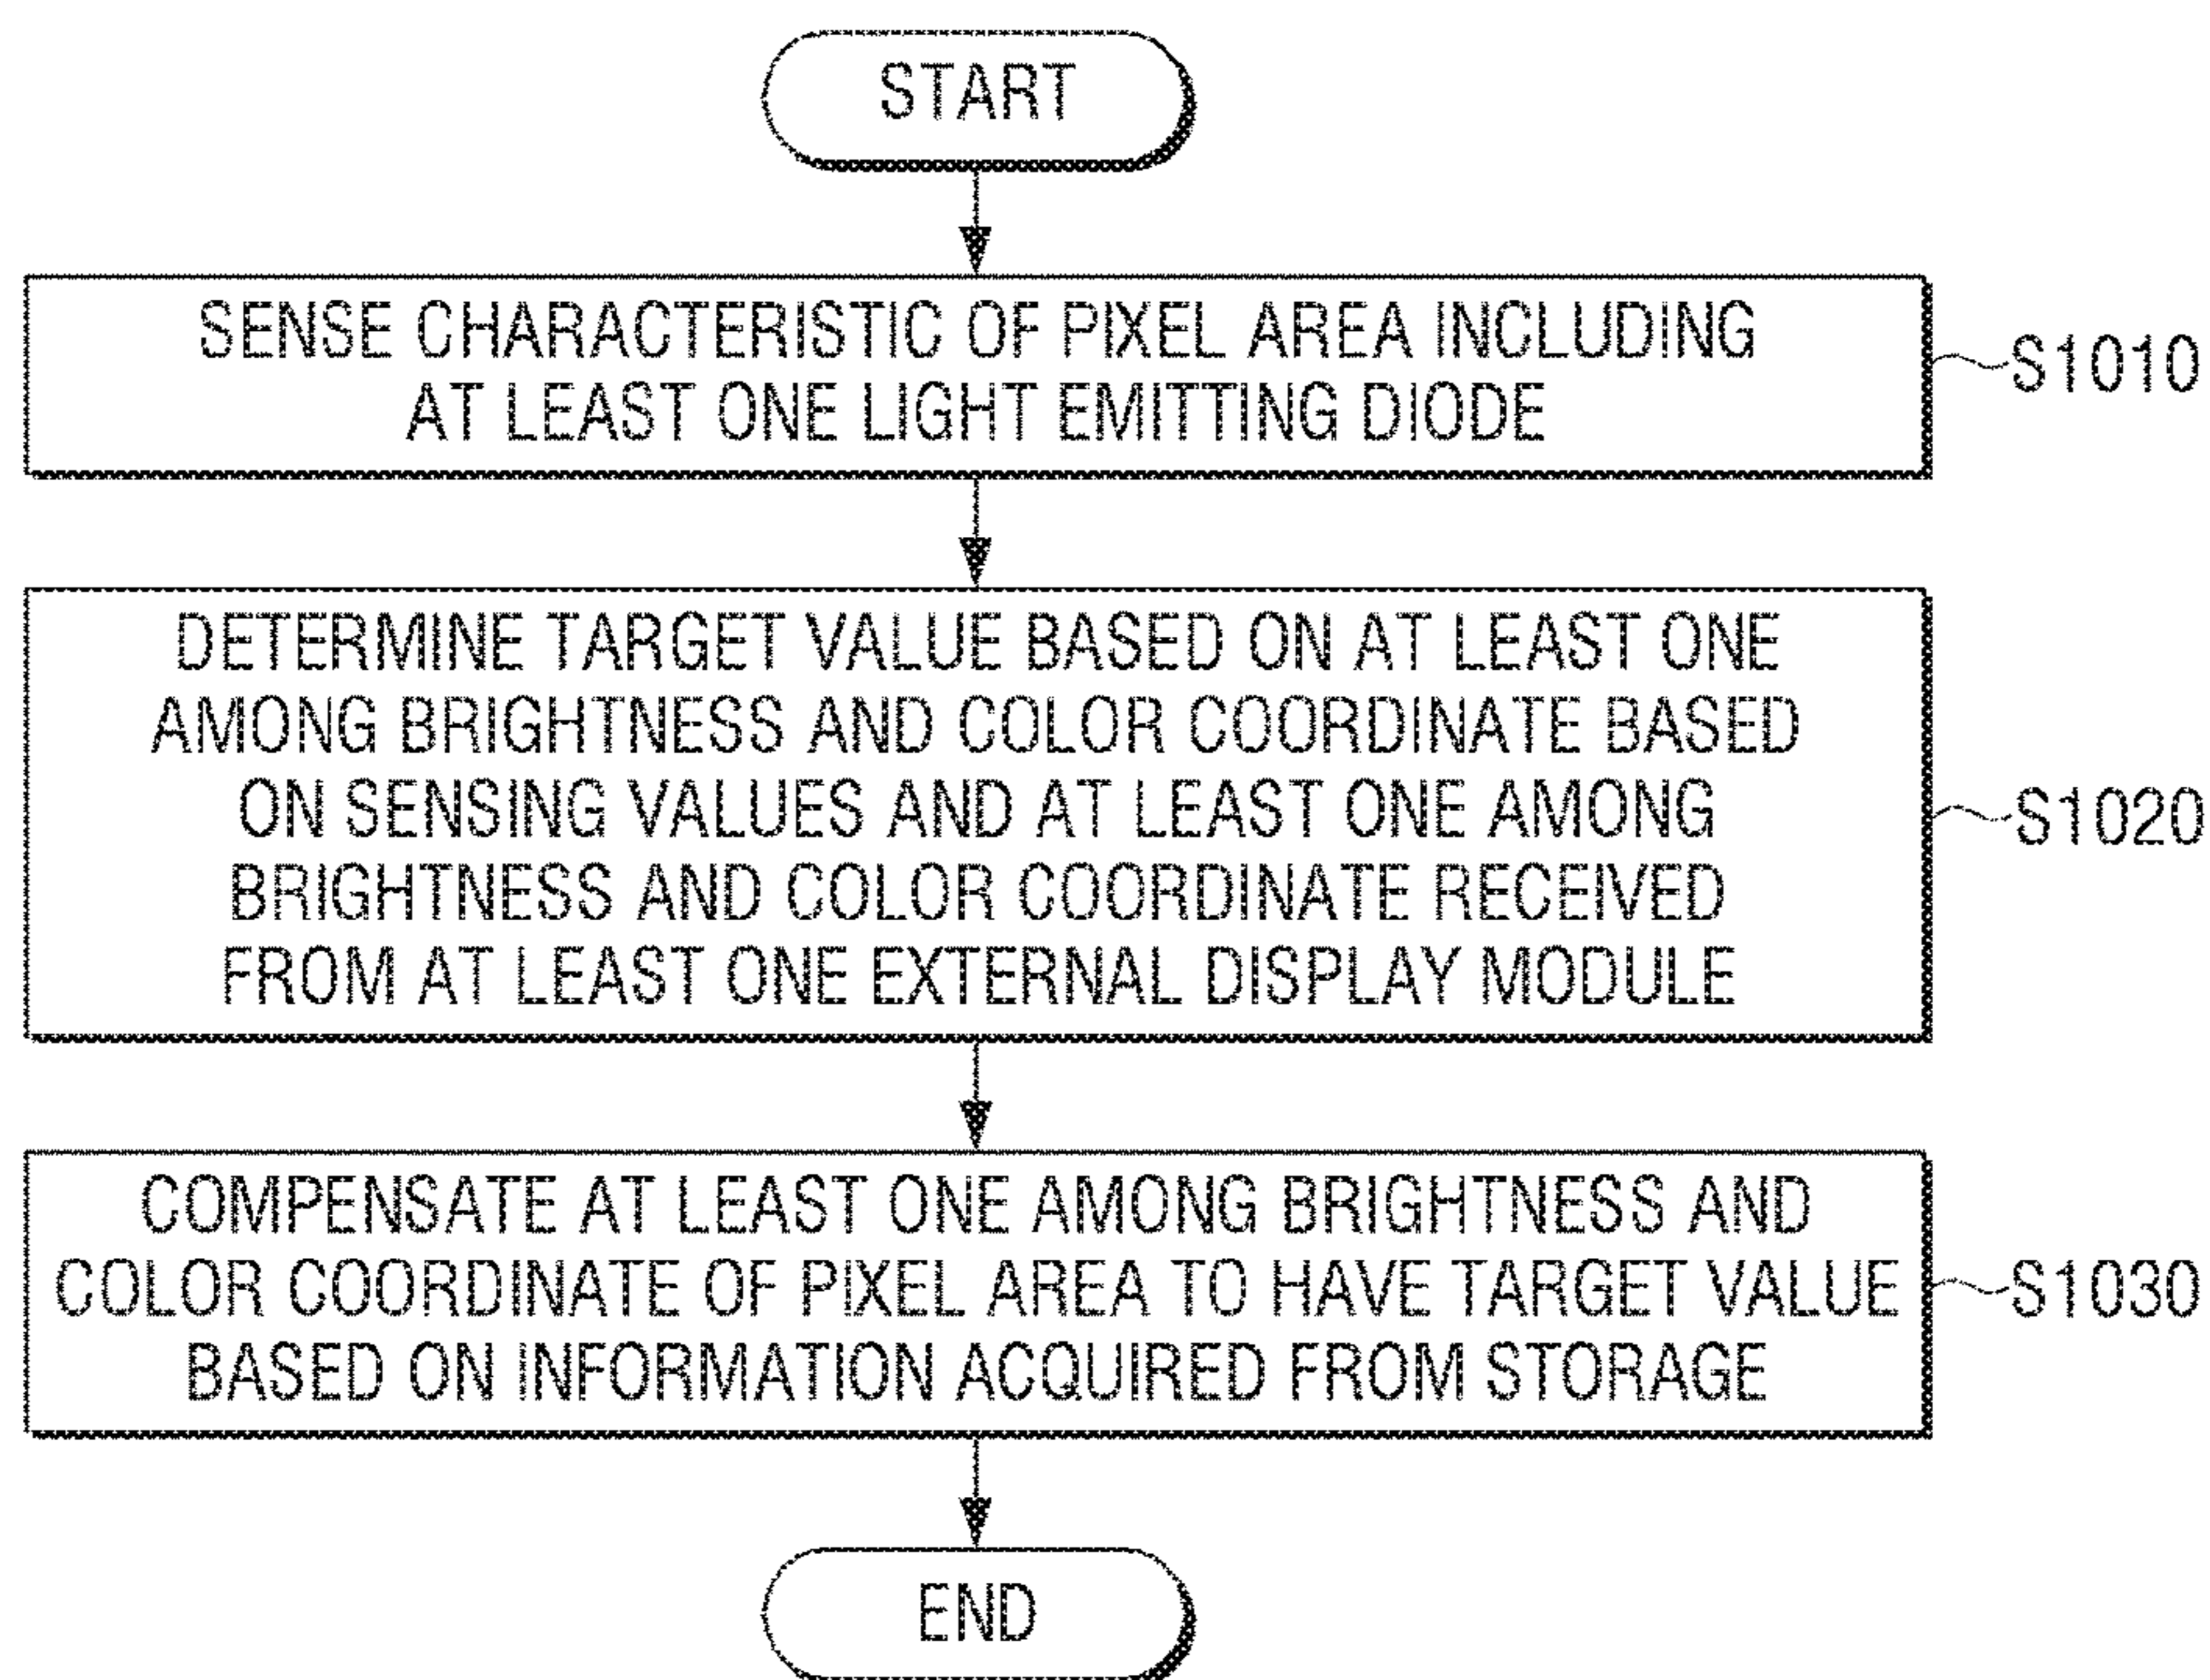 START
SENSE CHARACTERISTIC OF PIXEL AREA INCLUDING
AT LEAST ONE LIGHT EMITTING DIODE
S1010
DETERMINE TARGET VALUE BASED ON AT LEAST ONE
AMONG BRIGHTNESS AND COLOR COORDINATE BASED
ON SENSING VALUES AND AT LEAST ONE AMONG
BRIGHTNESS AND COLOR COORDINATE RECEIVED
FROM AT LEAST ONE EXTERNAL DISPLAY MODULE
S1020
COMPENSATE AT LEAST ONE AMONG BRIGHTNESS AND
COLOR COORDINATE OF PIXEL AREA TO HAVE TARGET VALUE
BASED ON INFORMATION ACQUIRED FROM STORAGE
S1030
END